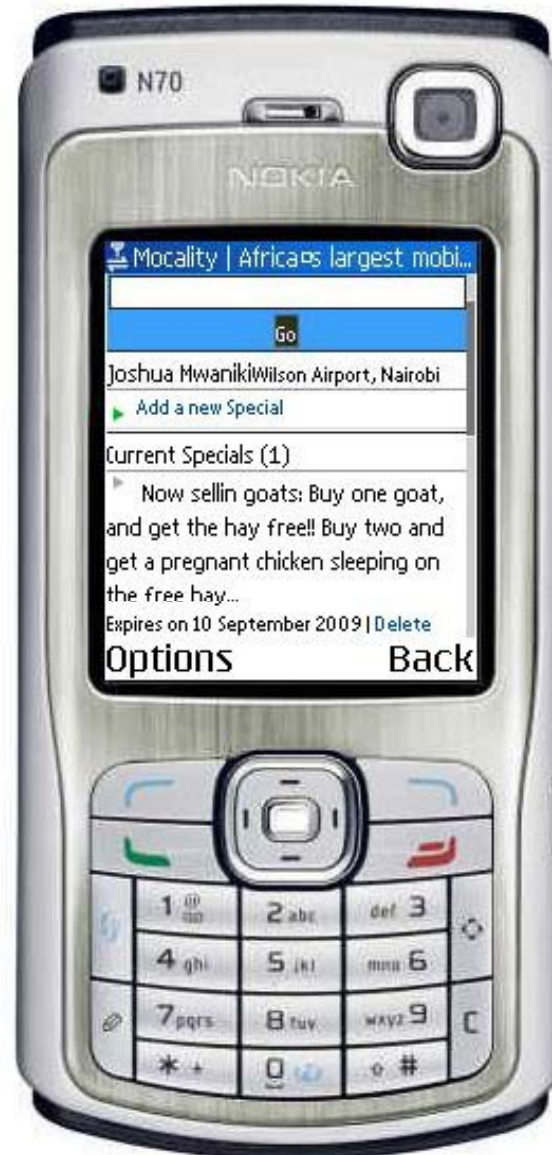 N70
NOKIA
Mocality | Africa¤s largest mobi...
Go
Joshua MwanikiWilson Airport, Nairobi
Add a new Special
Current Specials (1)
Now sellin goats: Buy one goat,
and get the hay free!! Buy two and
get a pregnant chicken sleeping on
the free hay...
Expires on 10 September 2009 | Delete
Options Back
1 2 abc def 3
4 ghi 5 jkl mno 6
7 pqrs 8 tuv wxyz 9 C
* + 0 #